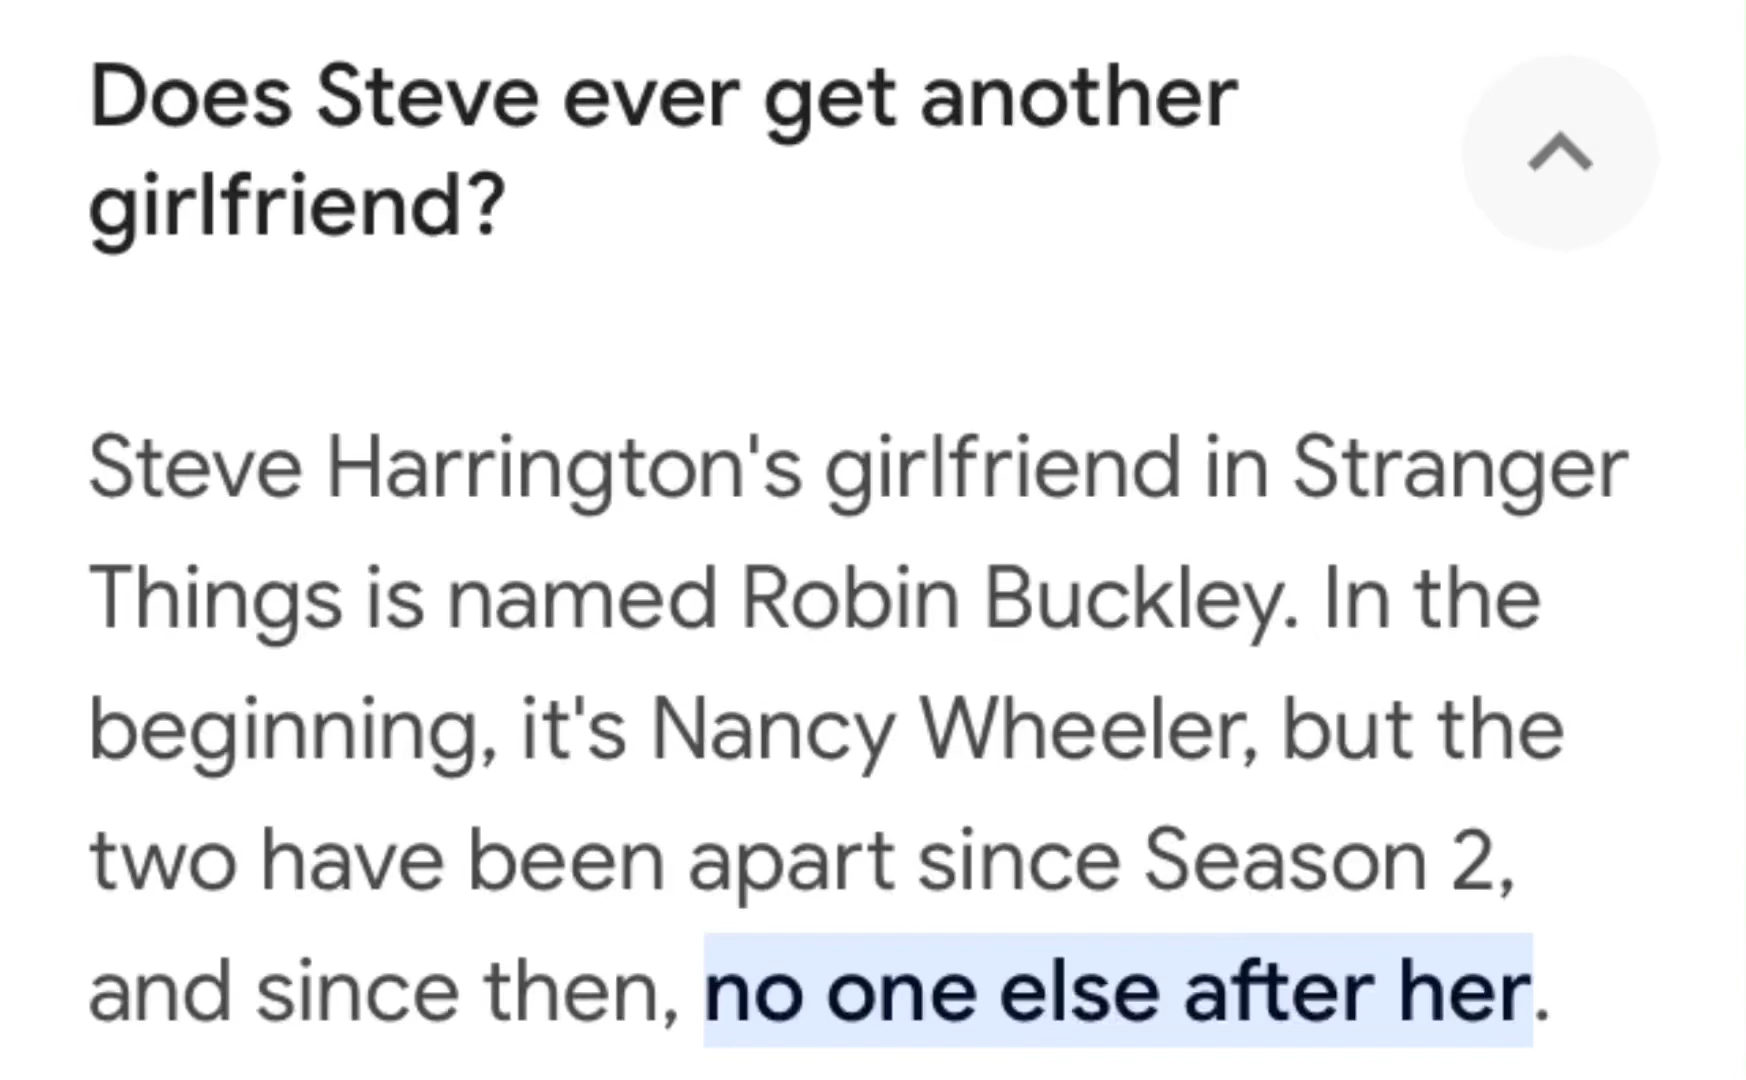 Does Steve ever get another
girlfriend?
Steve Harrington's girlfriend in Stranger
Things is named Robin Buckley. In the
beginning, it's Nancy Wheeler, but the
two have been apart since Season 2,
and since then, no one else after her.